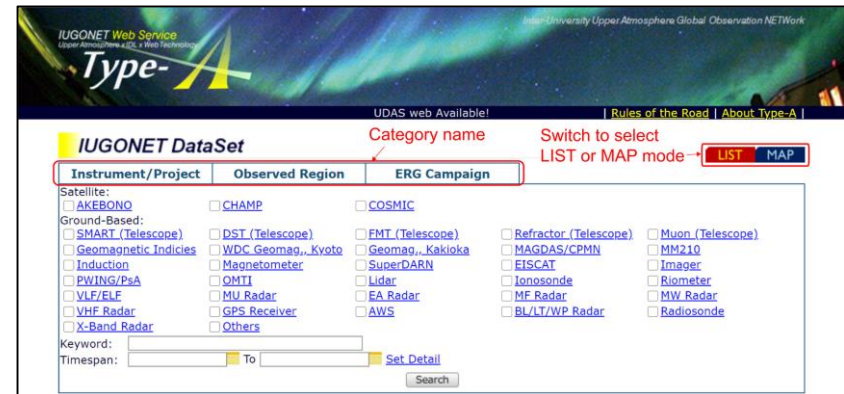 Inter-University Upper Atmosphere Global Observation NETWork
IUGONET Web Service
Upper Atmosphere x IDL x Web Technology
Type-A
UDAS web Available! | Rules of the Road | About Type-A |
IUGONET DataSet
Category name
Switch to select
LIST or MAP mode
LIST MAP
Instrument/Project Observed Region ERG Campaign
Satellite:
AKEBONO CHAMP COSMIC
Ground-Based:
SMART (Telescope) DST (Telescope) FMT (Telescope) Refractor (Telescope) Muon (Telescope)
Geomagnetic Indicies WDC Geomag., Kyoto Geomag., Kakioka MAGDAS/CPMN MM210
Induction Magnetometer SuperDARN EISCAT Imager
PWING/PsA OMTI Lidar Ionosonde Riometer
VLF/ELF MU Radar EA Radar MF Radar MW Radar
VHF Radar GPS Receiver AWS BL/LT/WP Radar Radiosonde
X-Band Radar Others
Keyword:
Timespan: To Set Detail
Search